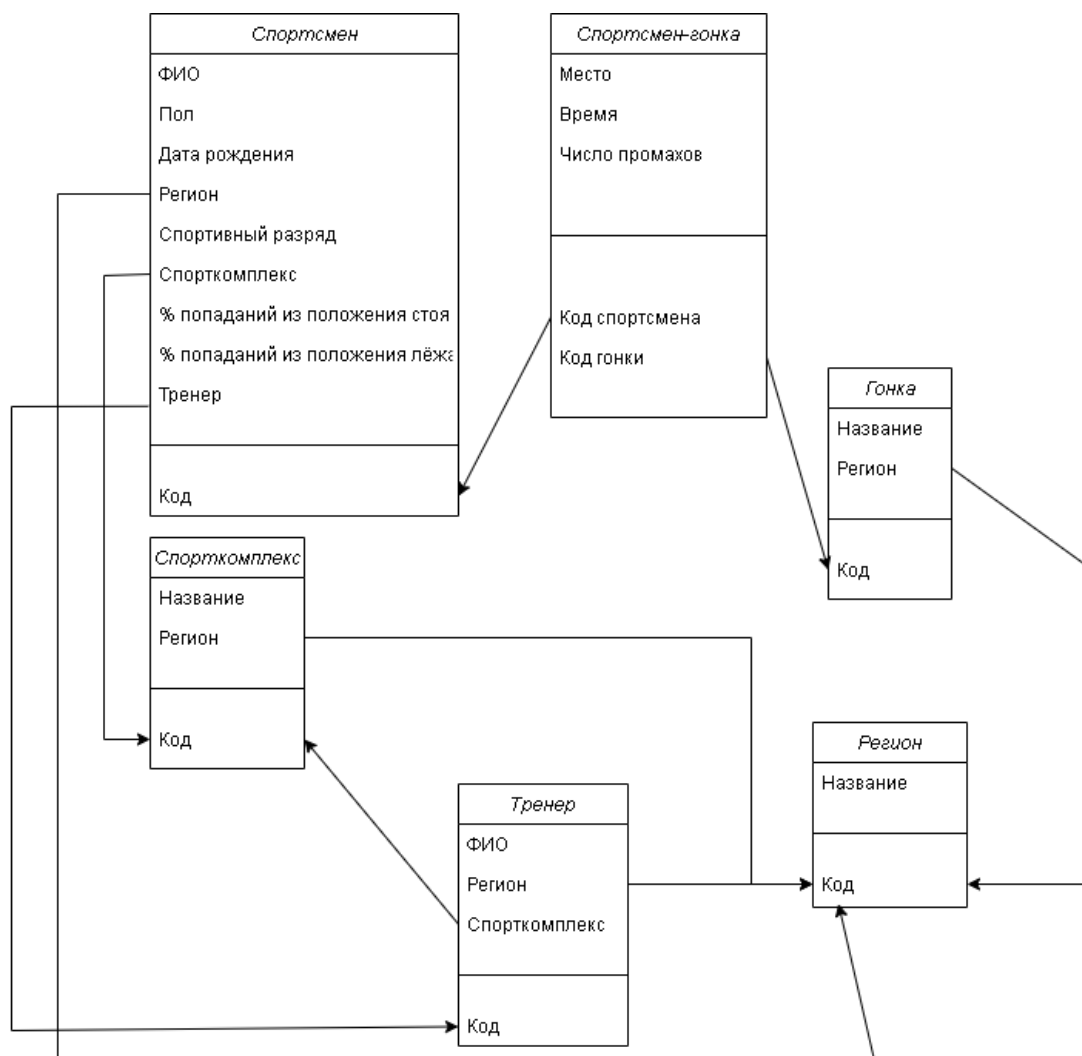 Спортсмен
ФИО
Пол
Дата рождения
Регион
Спортивный разряд
Спорткомплекс
% попаданий из положения стоя
% попаданий из положения лёжа
Тренер
Код
Спортсмен-гонка
Место
Время
Число промахов
Код спортсмена
Код гонки
Гонка
Название
Регион
Код
Спорткомплекс
Название
Регион
Код
Тренер
ФИО
Регион
Спорткомплекс
Код
Регион
Название
Код